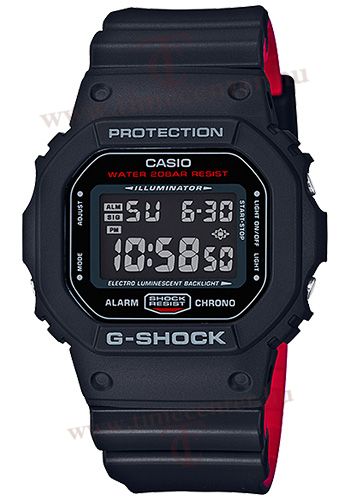 PROTECTION
CASIO
WATER 20BAR RESIST
ILLUMINATOR
ADJUST
MODE
START-STOP
LIGHT ON/OFF
LIGHT
ALM
SIG
SU 6-30
PM
10:58 50
ELECTRO LUMINESCENT BACKLIGHT
ALARM SHOCK RESIST CHRONO
G-SHOCK